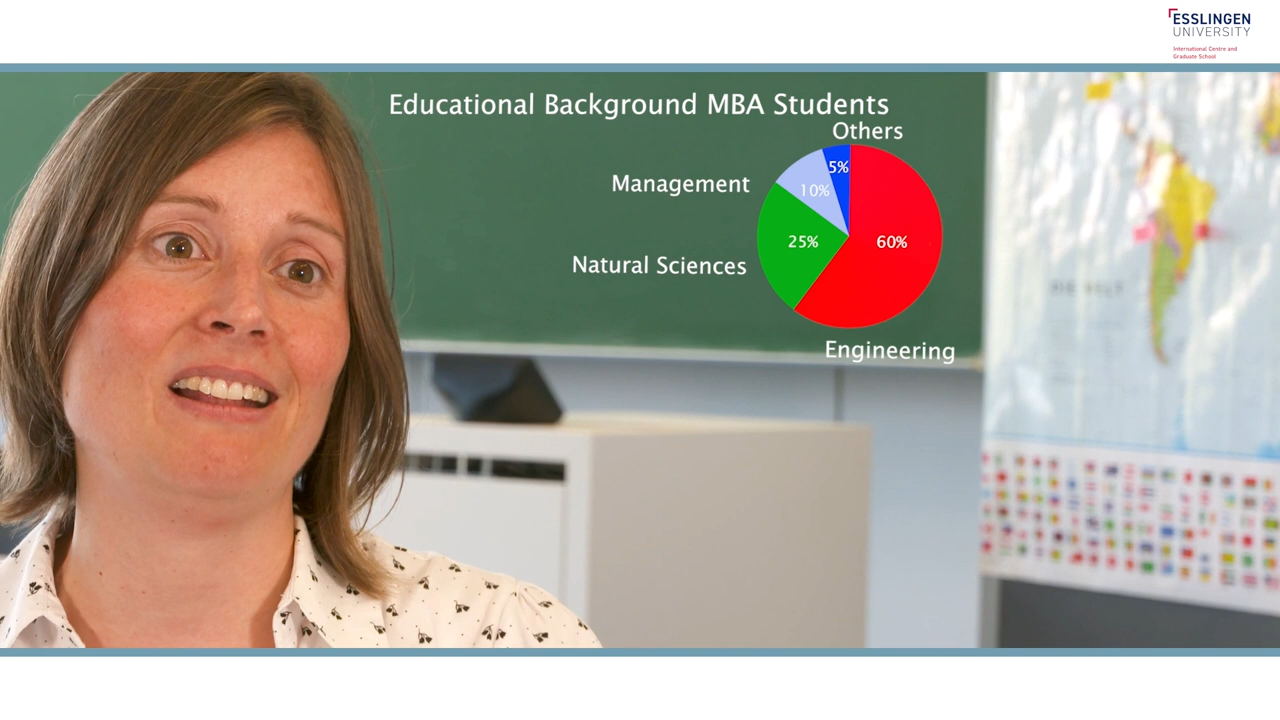 ESSLINGEN
UNIVERSITY
International Centre and
Graduate School
Educational Background MBA Students
Others
5%
Management
10%
Natural Sciences
25%
60%
Engineering